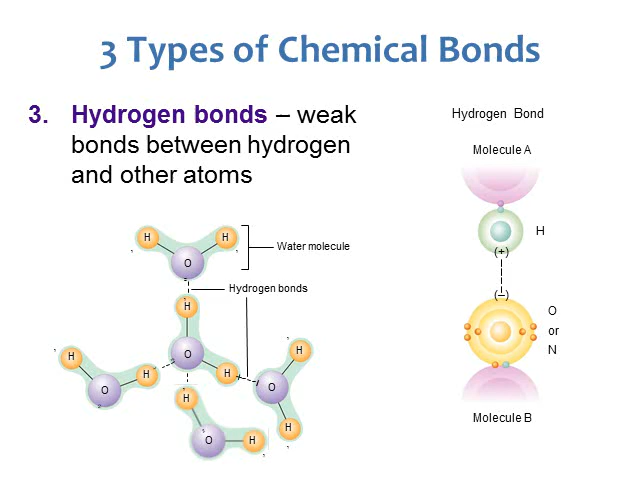 3 Types of Chemical Bonds
3. Hydrogen bonds – weak
bonds between hydrogen
and other atoms
Hydrogen Bond
Molecule A
H
(+)
(–)
O
or
N
Molecule B
H
H
Water molecule
O
Hydrogen bonds
H
O
H
H
H
O
H
O
H
H
O
H